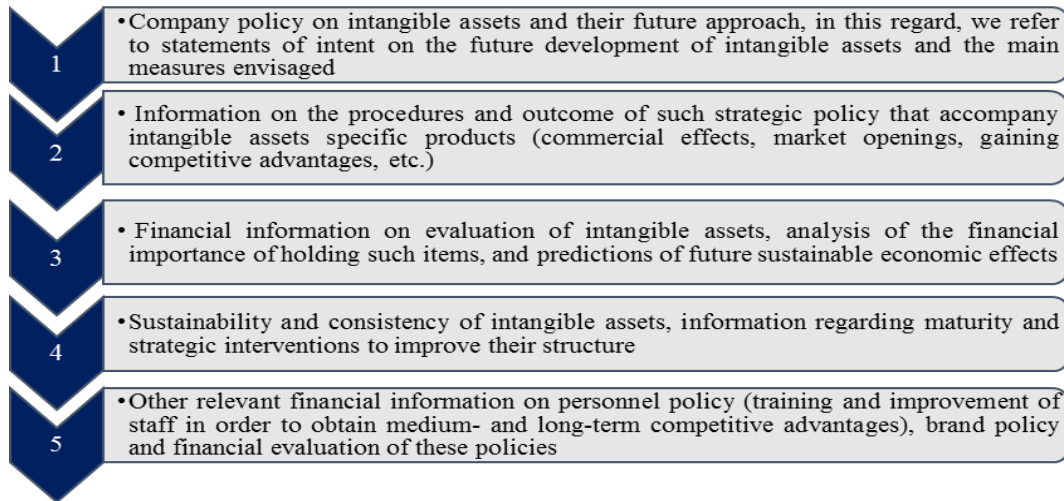 1
•Company policy on intangible assets and their future approach, in this regard, we refer
to statements of intent on the future development of intangible assets and the main
measures envisaged
2
• Information on the procedures and outcome of such strategic policy that accompany
intangible assets specific products (commercial effects, market openings, gaining
competitive advantages, etc.)
3
• Financial information on evaluation of intangible assets, analysis of the financial
importance of holding such items, and predictions of future sustainable economic effects
4
•Sustainability and consistency of intangible assets, information regarding maturity and
strategic interventions to improve their structure
5
•Other relevant financial information on personnel policy (training and improvement of
staff in order to obtain medium- and long-term competitive advantages), brand policy
and financial evaluation of these policies